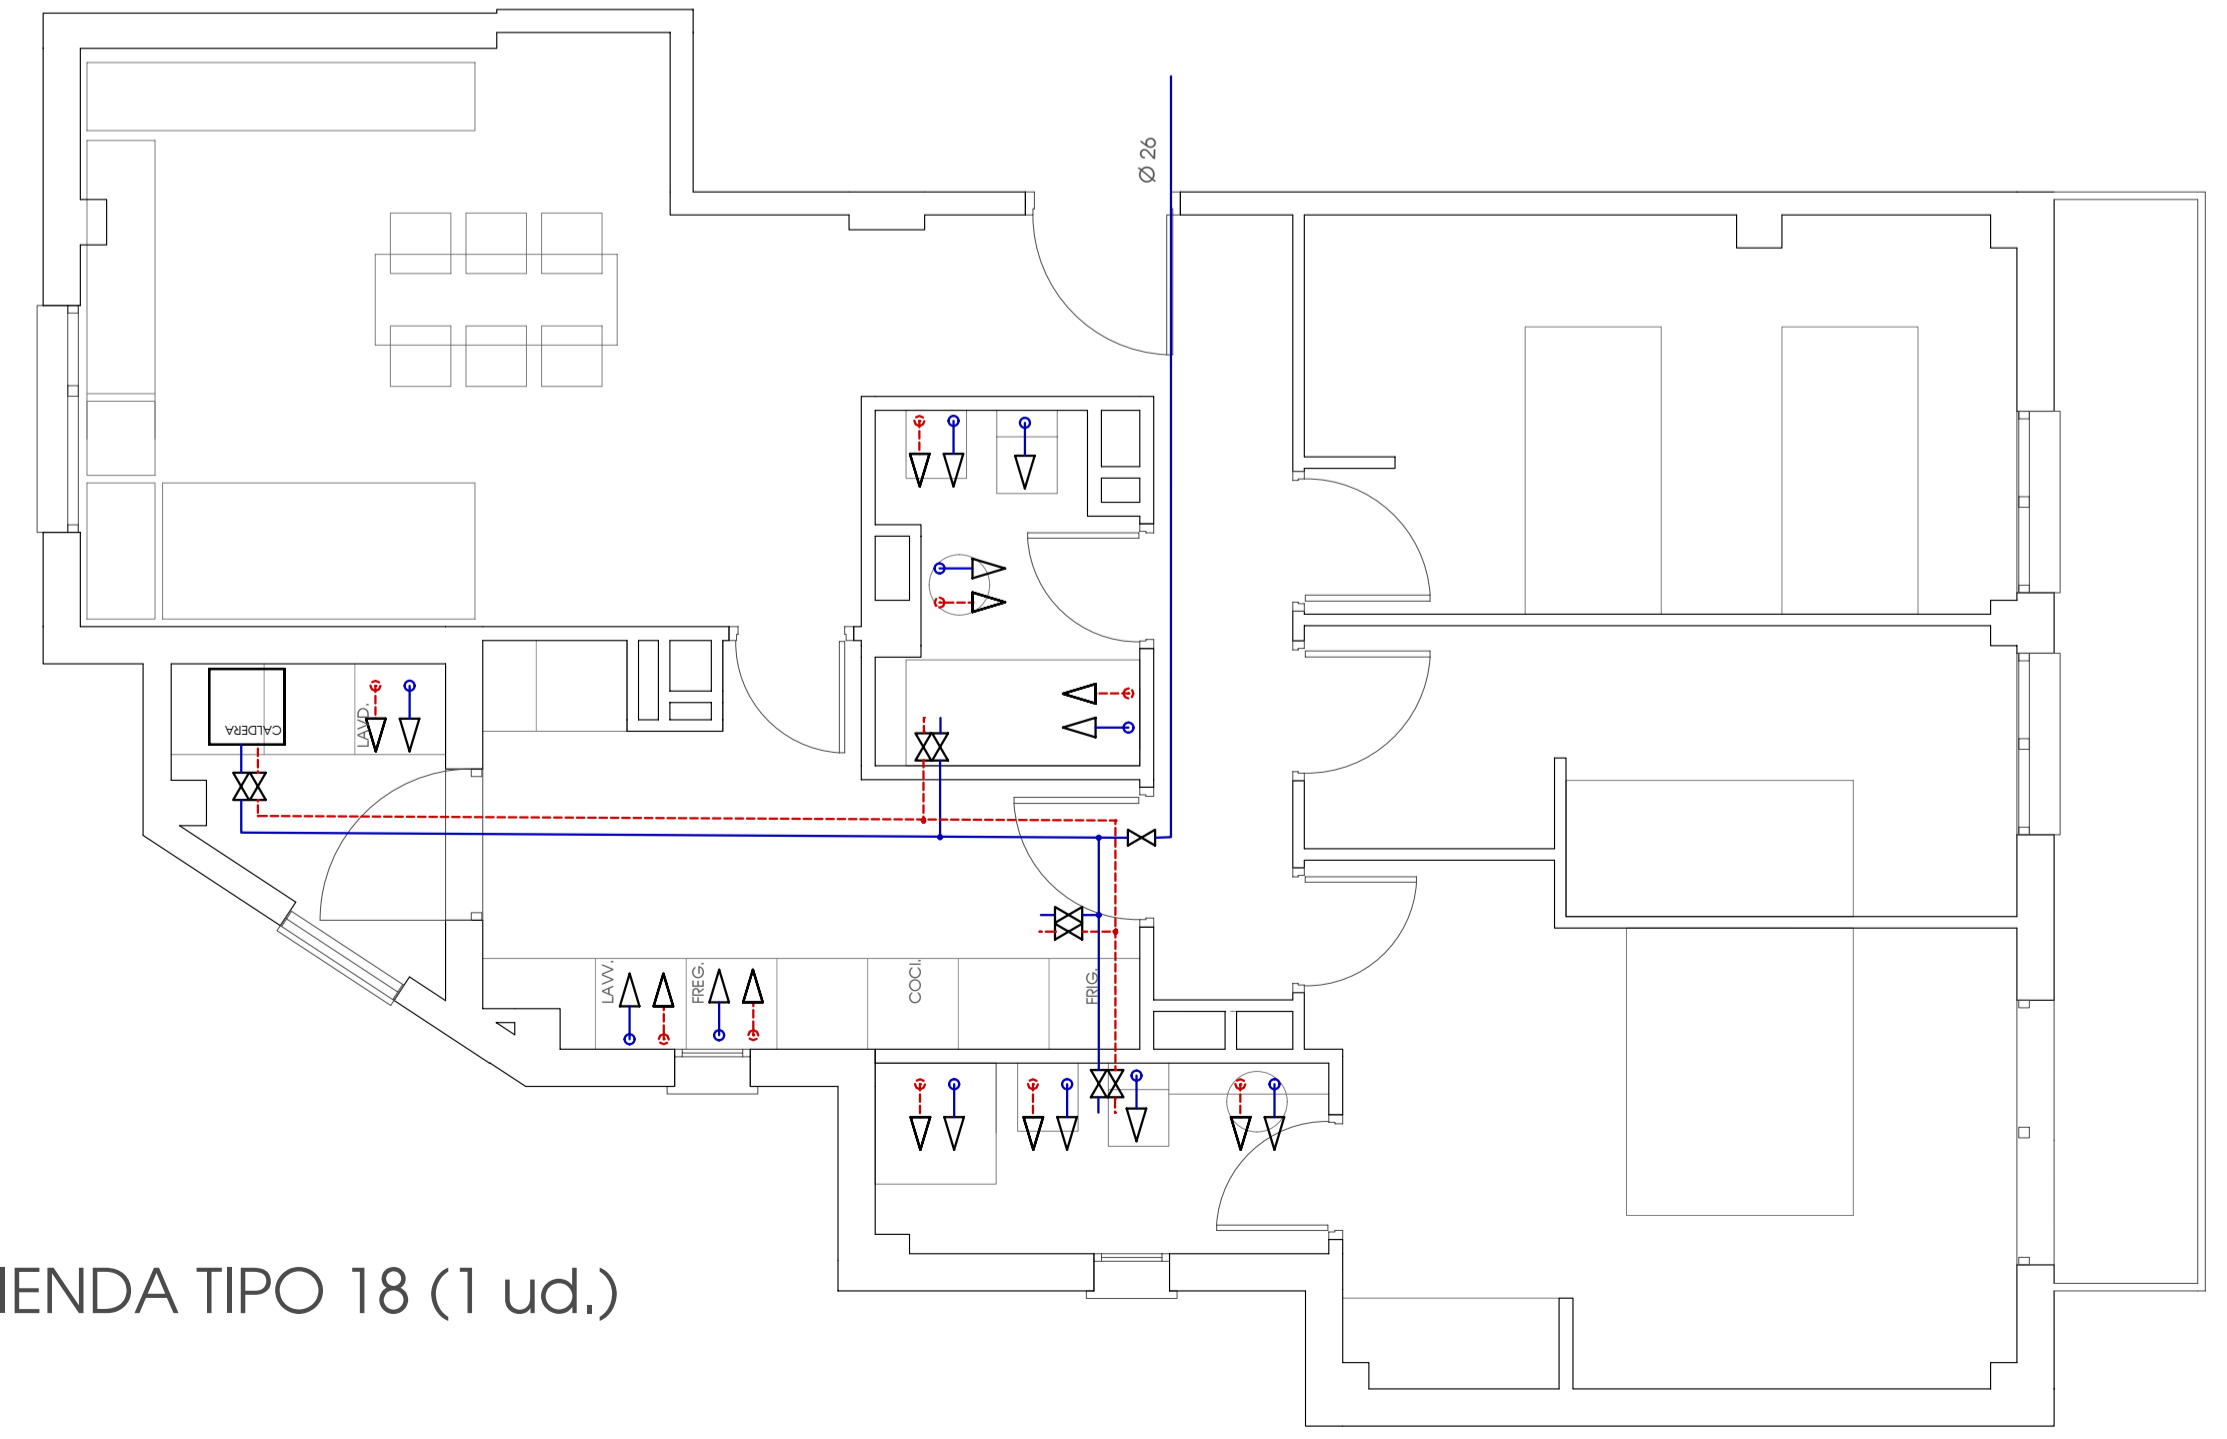 Ø 26
CALDERA
LAVD.
LAVV.
FREG.
COCI.
FRIG.
IENDA TIPO 18 (1 ud.)